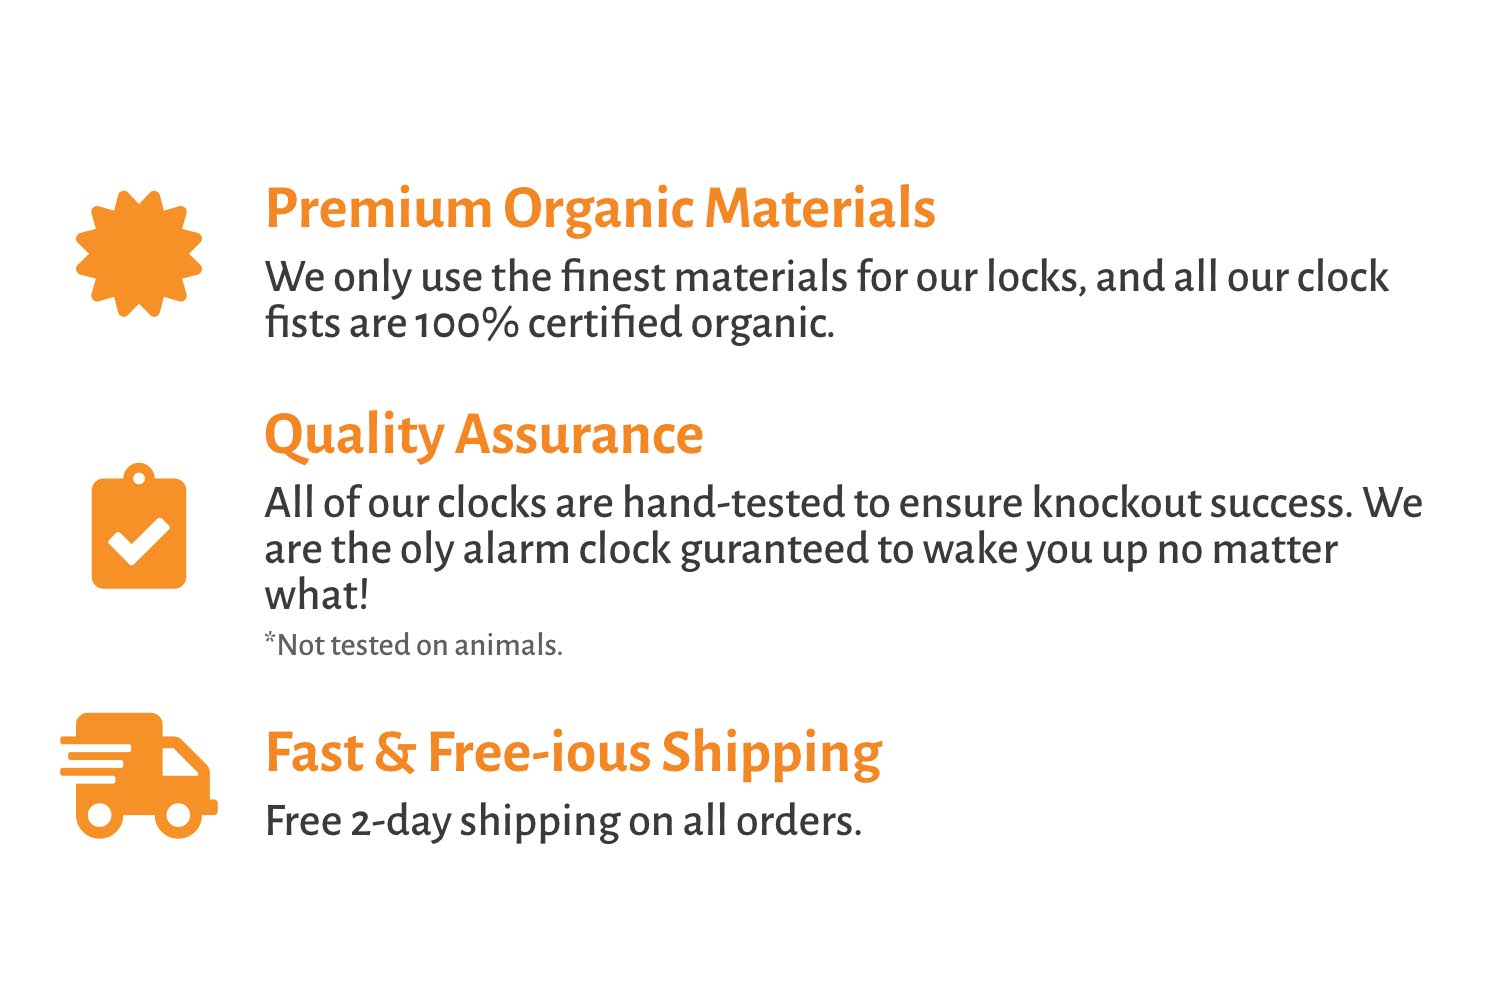 Premium Organic Materials
We only use the finest materials for our locks, and all our clock
fists are 100% certified organic.
Quality Assurance
All of our clocks are hand-tested to ensure knockout success. We
are the oly alarm clock guranteed to wake you up no matter
what!
*Not tested on animals.
Fast & Free-ious Shipping
Free 2-day shipping on all orders.